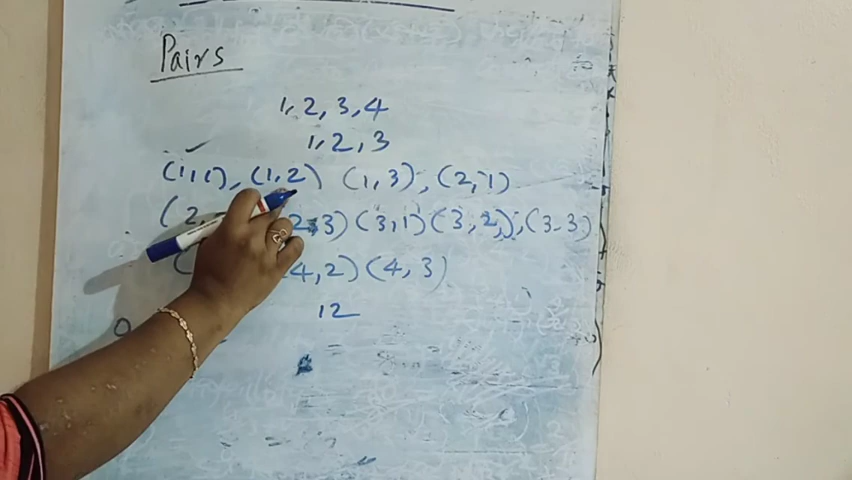 Pairs
1, 2, 3, 4
1, 2, 3
(1,1), (1,2) (1,3), (2,1)
(2, 2,3) (3,1) (3,2), (3,3)
( 4,2) (4,3)
12